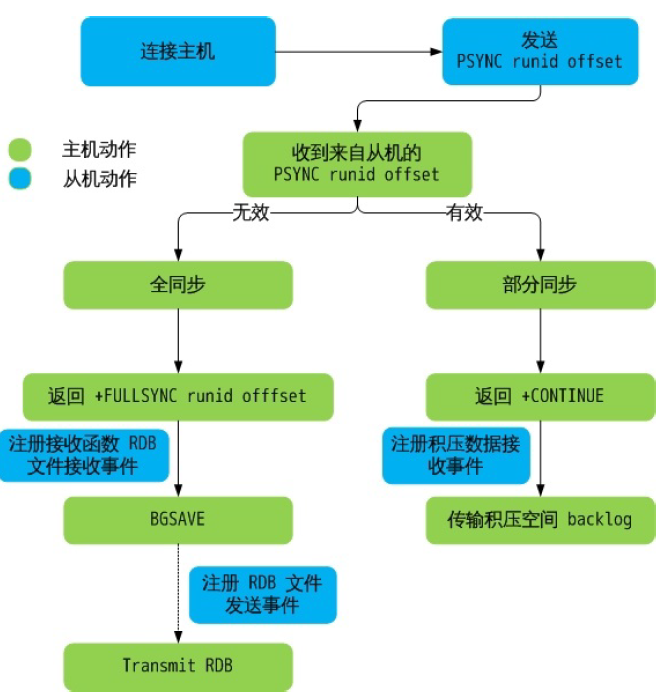 连接主机
发送
PSYNC runid offset
主机动作
从机动作
收到来自从机的
PSYNC runid offset
无效
有效
全同步
部分同步
返回 +FULLSYNC runid offfset
返回 +CONTINUE
注册接收函数 RDB
文件接收事件
注册积压数据接
收事件
BGSAVE
传输积压空间 backlog
注册 RDB 文件
发送事件
Transmit RDB